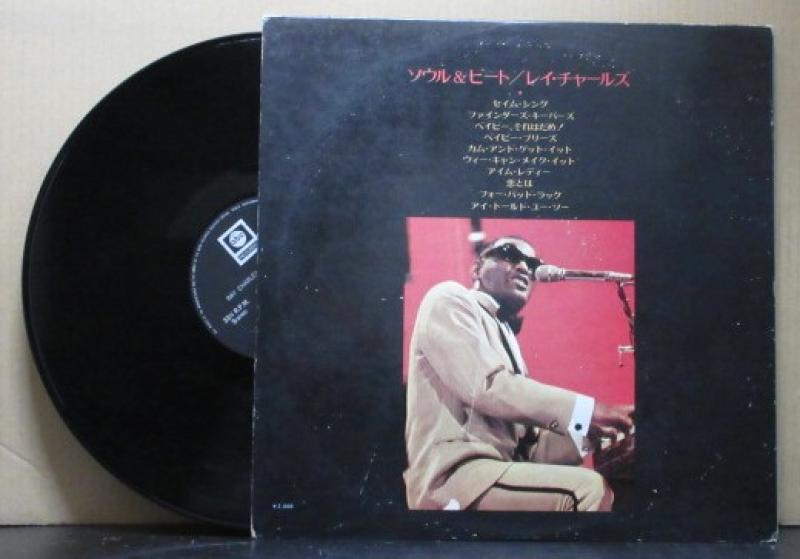 ソウル&ビート/レイ・チャールズ
セイム・シング
ファインダーズ・キーパーズ
ベイビー、それはだめ!
ベイビー・プリーズ
カム・アンド・ゲット・イット
ウィー・キャン・メイク・イット
アイム・レディー
恋とは
フォー・バッド・ラック
アイ・トールド・ユー・ソー
RAY CHARLES
33⅓ R.P.M.
Stereo